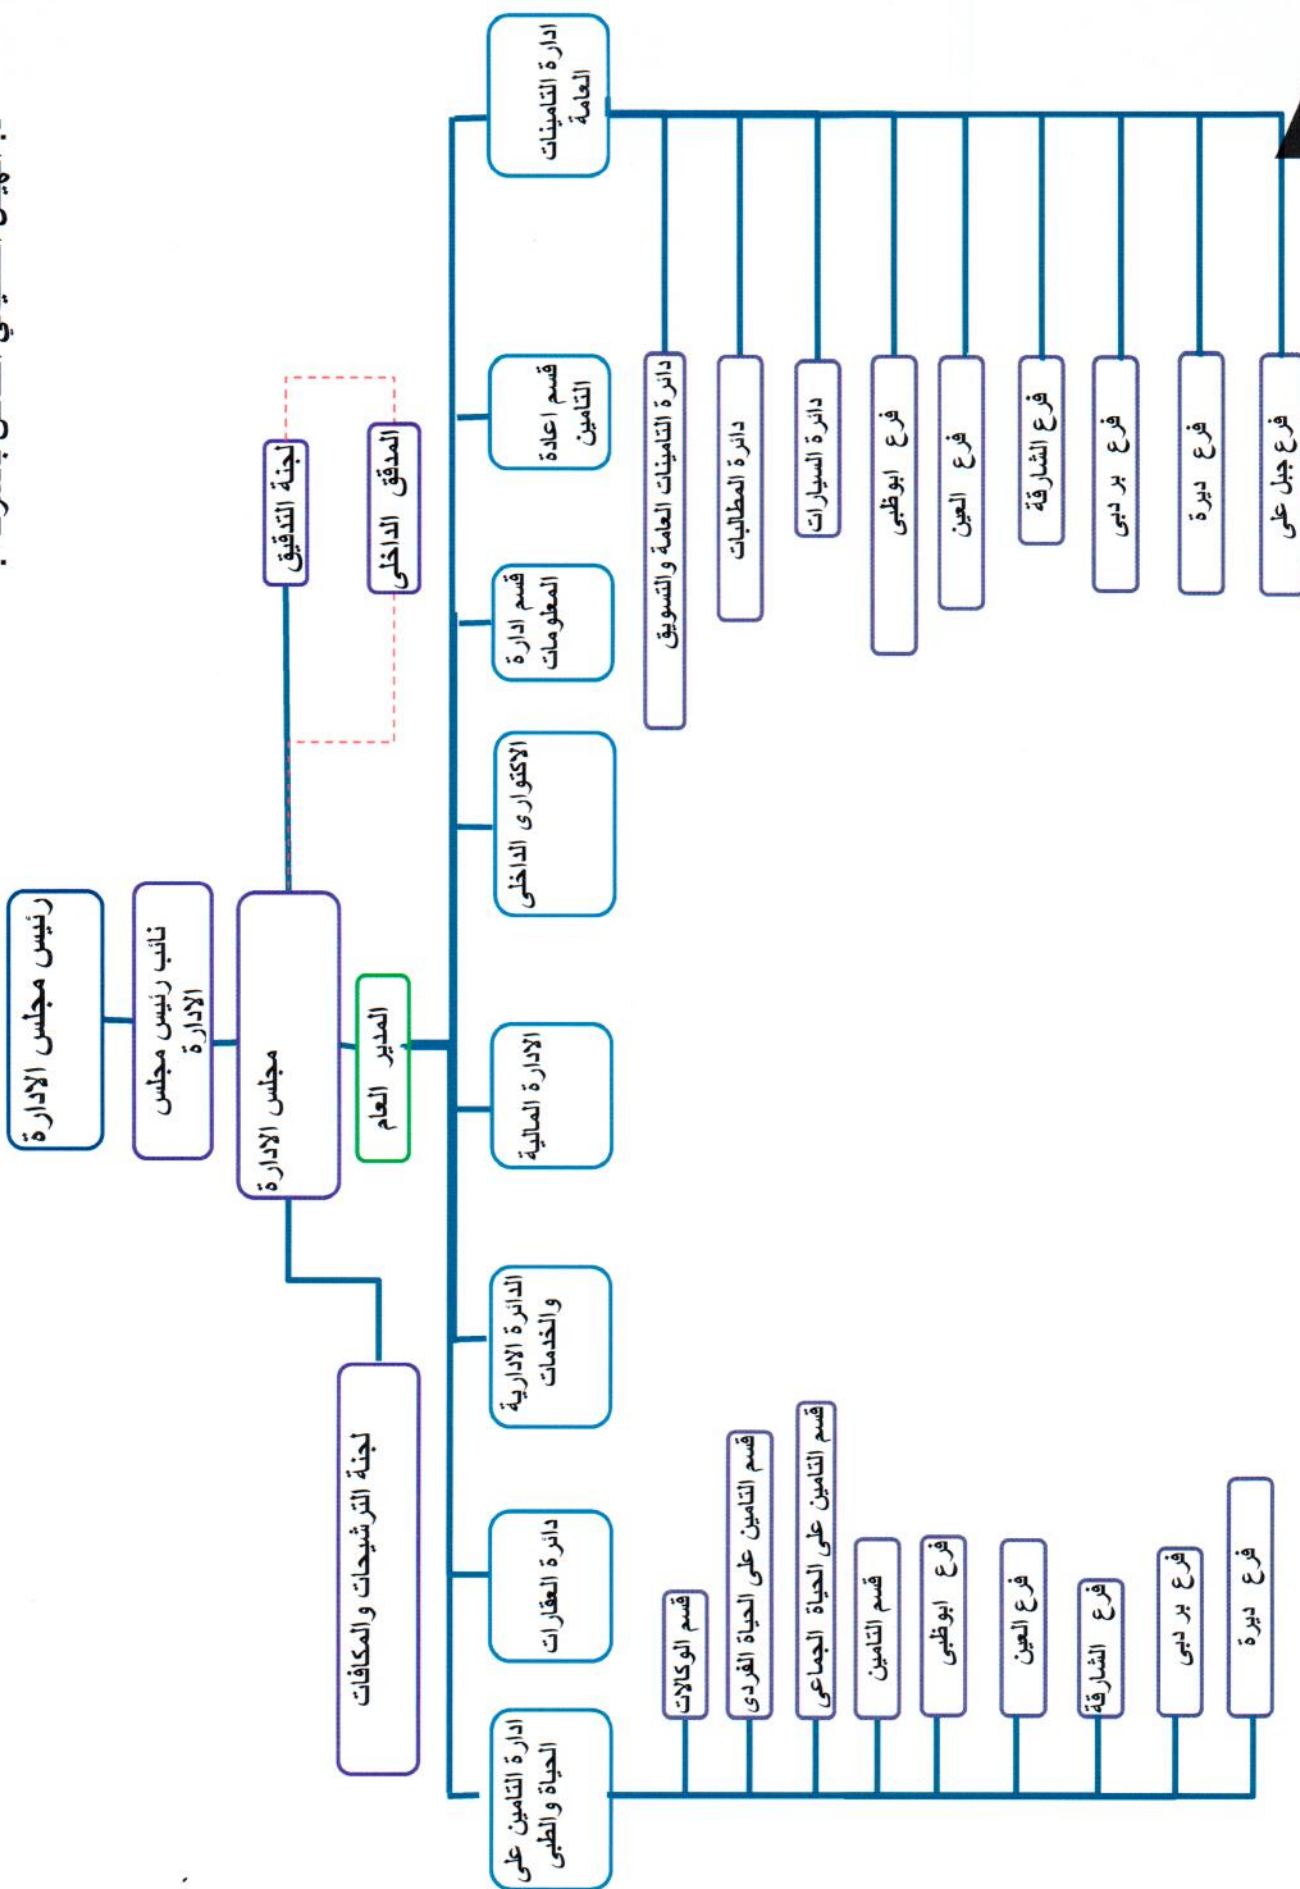 رئيس مجلس الادارة
نائب رئيس مجلس
الادارة
مجلس الادارة
لجنة التدقيق
المدقق الداخلى
لجنة الترشيحات والمكافات
المدير العام
ادارة التامينات
العامة
قسم اعادة
التامين
قسم ادارة
المعلومات
الاكتوارى الداخلى
الادارة المالية
الدائرة الادارية
والخدمات
دائرة العقارات
ادارة التامين على
الحياة والطبى
دائرة التامينات العامة والتسويق
دائرة المطالبات
دائرة السيارات
فرع ابوظبى
فرع العين
فرع الشارقة
فرع بر دبى
فرع ديرة
فرع جبل على
قسم الوكالات
قسم التامين على الحياة الفردى
قسم التامين على الحياة الجماعى
قسم التامين
فرع ابوظبى
فرع العين
فرع الشارقة
فرع بر دبى
فرع ديرة